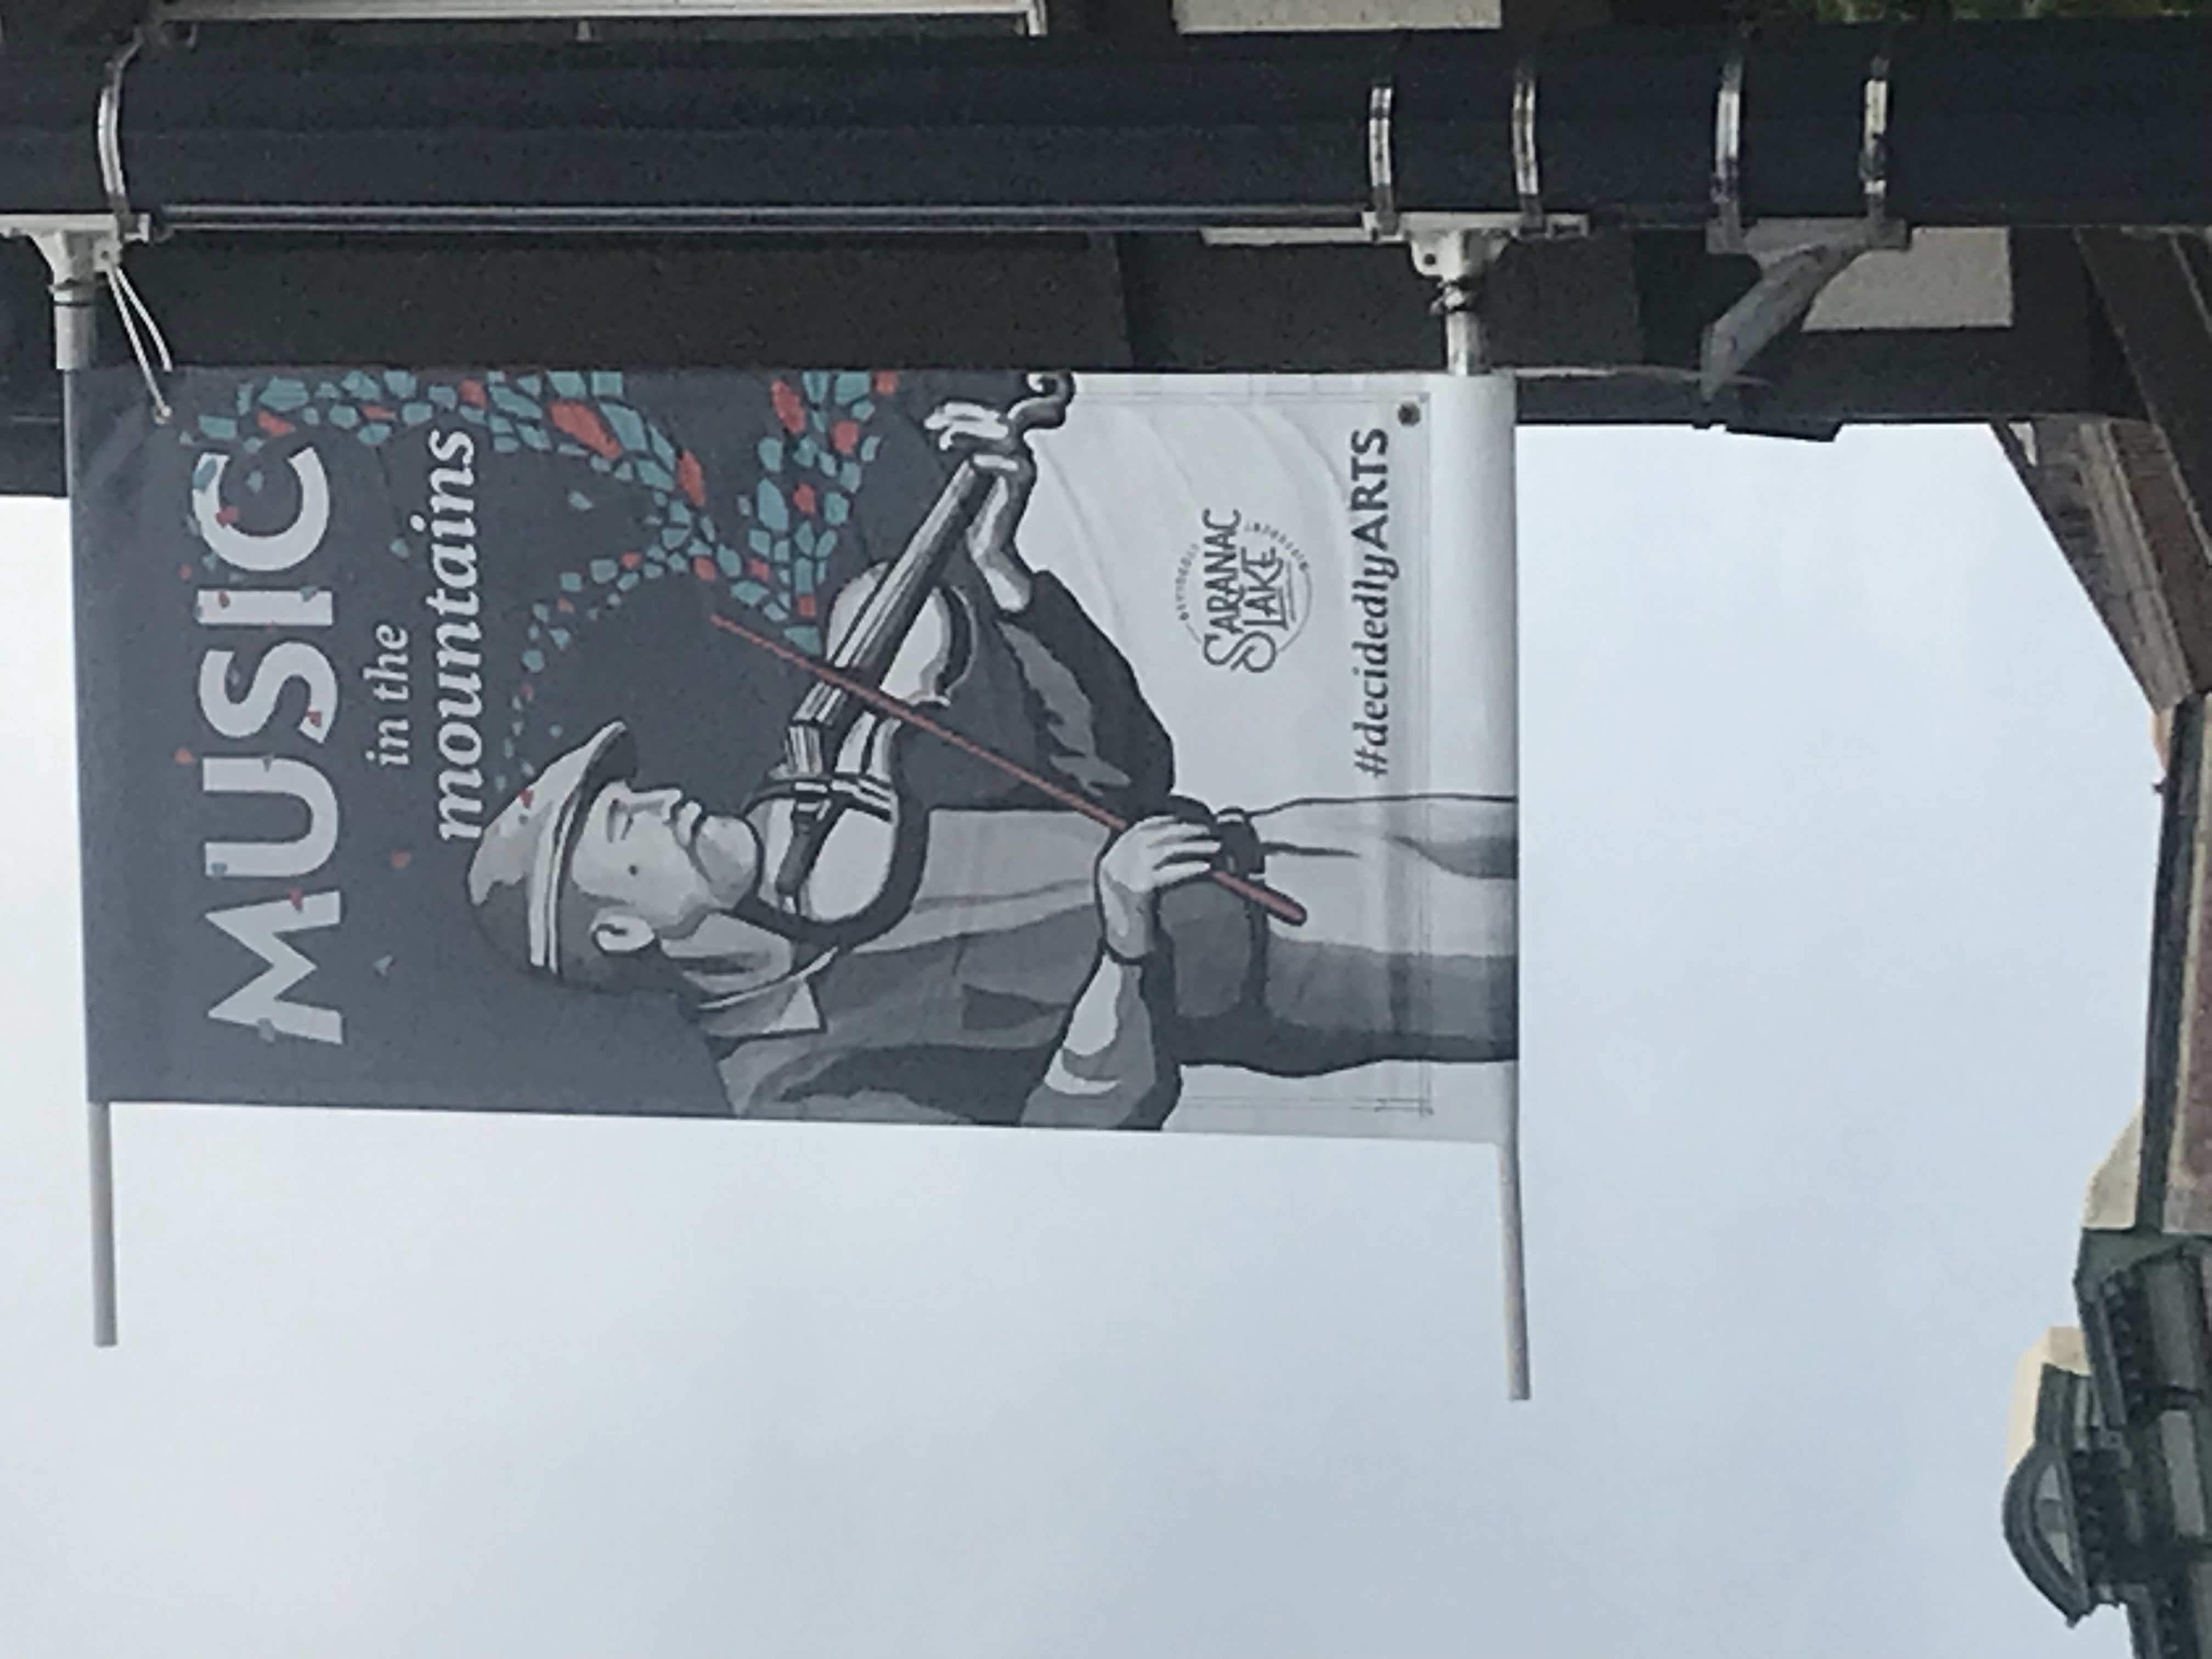 MUSIC
in the
mountains
SARANAC
LAKE
#decidedlyARTS